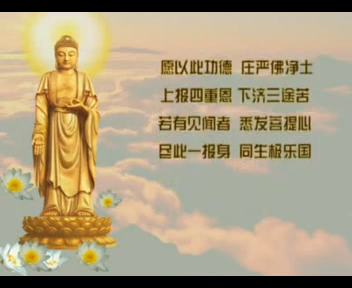 愿以此功德 庄严佛净土
上报四重恩 下济三途苦
若有见闻者 悉发菩提心
尽此一报身 同生极乐国